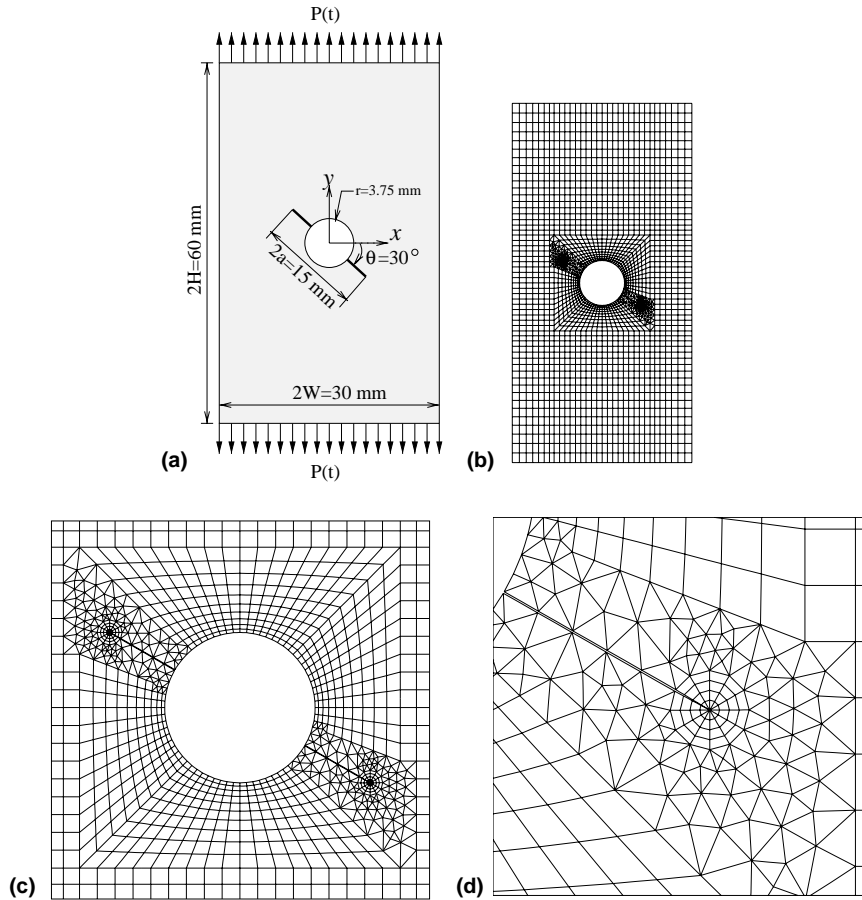 P(t)
y
r=3.75 mm
x
θ=30°
2a=15 mm
2H=60 mm
2W=30 mm
(a)
P(t)
(b)
(c)
(d)